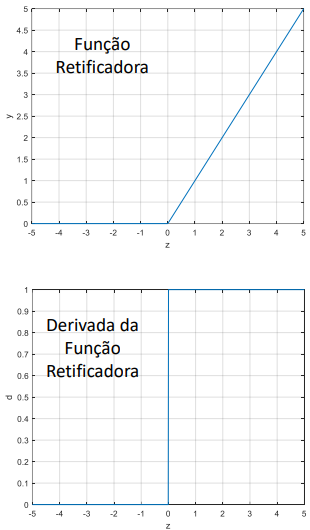 Função
Retificadora
5
4.5
4
3.5
3
2.5
2
1.5
1
0.5
0
y
-5 -4 -3 -2 -1 0 1 2 3 4 5
z
Derivada da
Função
Retificadora
1
0.9
0.8
0.7
0.6
0.5
0.4
0.3
0.2
0.1
0
d
-5 -4 -3 -2 -1 0 1 2 3 4 5
z